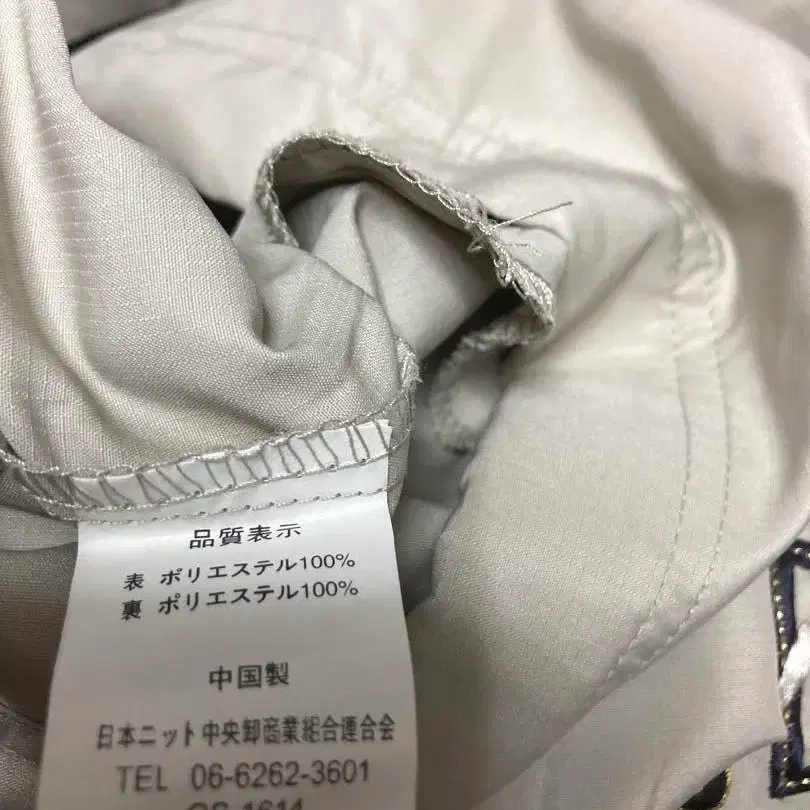 品質表示
表 ポリエステル100%
裏 ポリエステル100%
中国製
日本ニット中央卸商業組合連合会
TEL 06-6262-3601
QS-1611